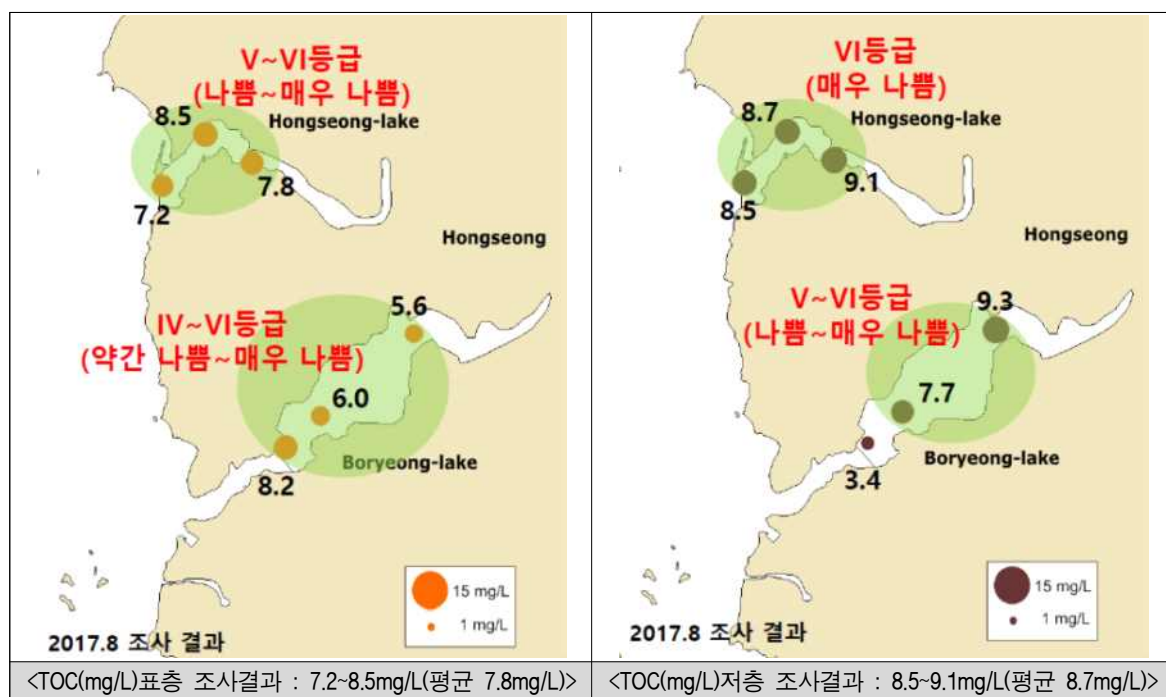 V~VI등급
(나쁨~매우 나쁨)
8.5
Hongseong-lake
7.8
7.2
Hongseong
5.6
IV~VI등급
(약간 나쁨~매우 나쁨)
6.0
Boryeong-lake
8.2
15 mg/L
1 mg/L
2017.8 조사 결과
<TOC(mg/L)표층 조사결과 : 7.2~8.5mg/L(평균 7.8mg/L)>
VI등급
(매우 나쁨)
8.7
Hongseong-lake
9.1
8.5
Hongseong
V~VI등급
(나쁨~매우 나쁨)
9.3
7.7
Boryeong-lake
3.4
15 mg/L
1 mg/L
2017.8 조사 결과
<TOC(mg/L)저층 조사결과 : 8.5~9.1mg/L(평균 8.7mg/L)>